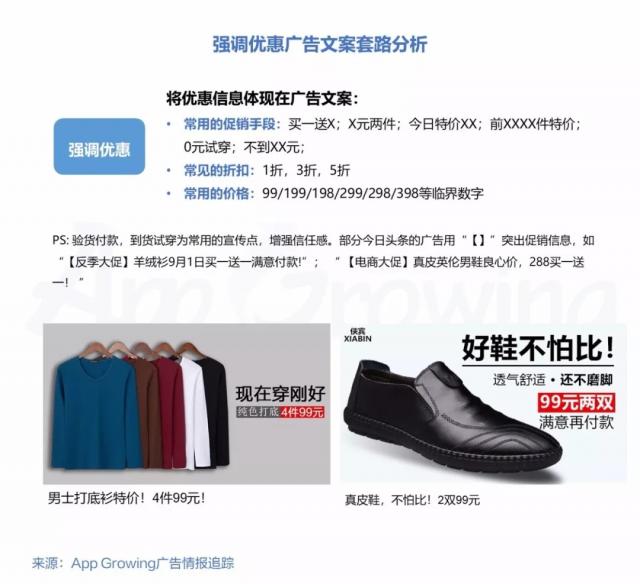 强调优惠广告文案套路分析
将优惠信息体现在广告文案：
强调优惠
• 常用的促销手段：买一送X；X元两件；今日特价XX；前XXXX件特价；
0元试穿；不到XX元；
• 常见的折扣：1折，3折，5折
• 常用的价格：99/199/198/299/298/398等临界数字
PS: 验货付款，到货试穿为常用的宣传点，增强信任感。部分今日头条的广告用“【】”突出促销信息，如
“【反季大促】羊绒衫9月1日买一送一满意付款!”；“【电商大促】真皮英伦男鞋良心价，288买一送
一！”
App Growing
现在穿刚好
纯色打底 4件99元
男士打底衫特价！4件99元！
侠宾
XIABIN
好鞋不怕比！
透气舒适·还不磨脚
99元两双
满意再付款
真皮鞋，不怕比！2双99元
来源：App Growing广告情报追踪